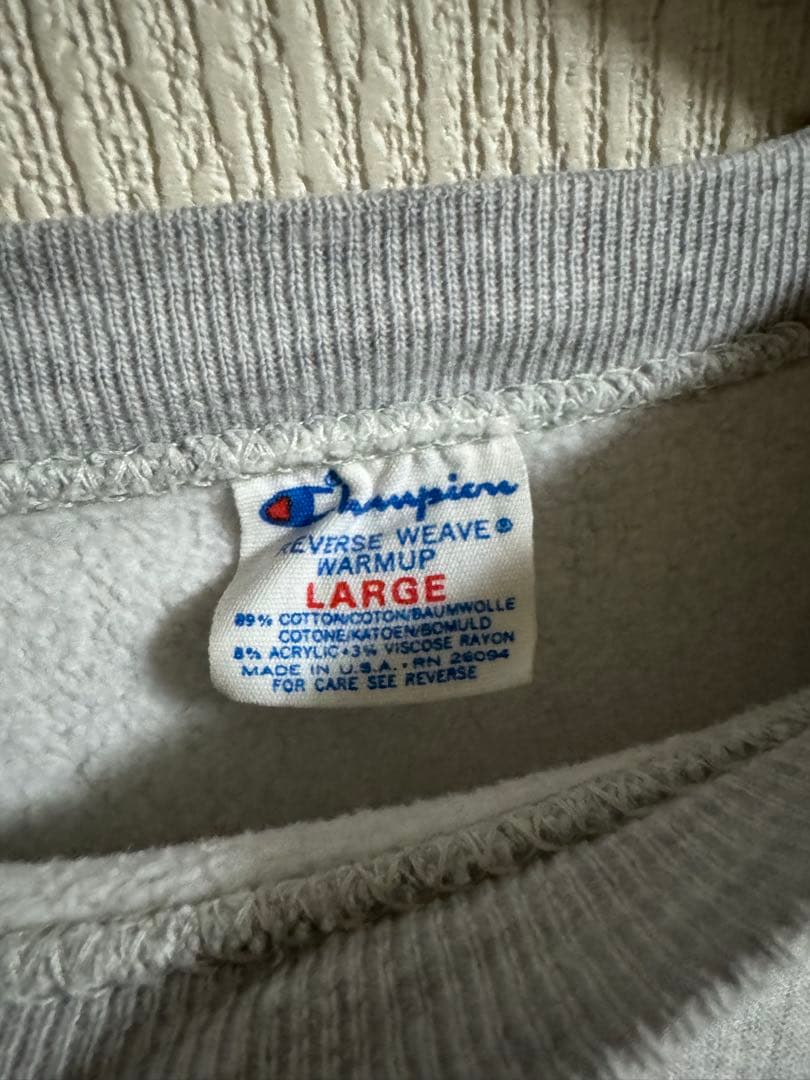 Champion
REVERSE WEAVE®
WARMUP
LARGE
89% COTTON/COTON/BAUMWOLLE
COTONE/KATOEN/BOMULD
8% ACRYLIC•3% VISCOSE RAYON
MADE IN U.S.A. • RN 26094
FOR CARE SEE REVERSE